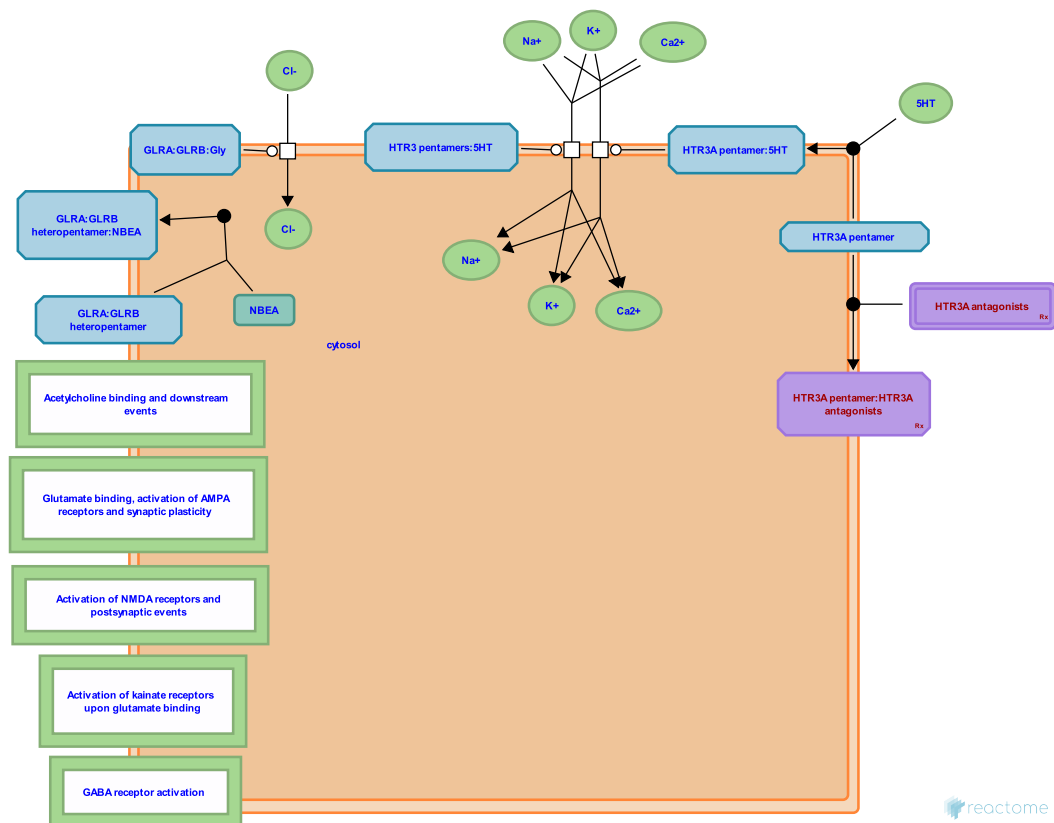 K+
Na+
Ca2+
Cl-
5HT
GLRA:GLRB:Gly
HTR3 pentamers:5HT
HTR3A pentamer:5HT
GLRA:GLRB
heteropentamer:NBEA
Cl-
HTR3A pentamer
Na+
K+
Ca2+
NBEA
GLRA:GLRB
heteropentamer
HTR3A antagonists
Rx
cytosol
HTR3A pentamer:HTR3A
antagonists
Rx
Acetylcholine binding and downstream
events
Glutamate binding, activation of AMPA
receptors and synaptic plasticity
Activation of NMDA receptors and
postsynaptic events
Activation of kainate receptors
upon glutamate binding
GABA receptor activation
reactome